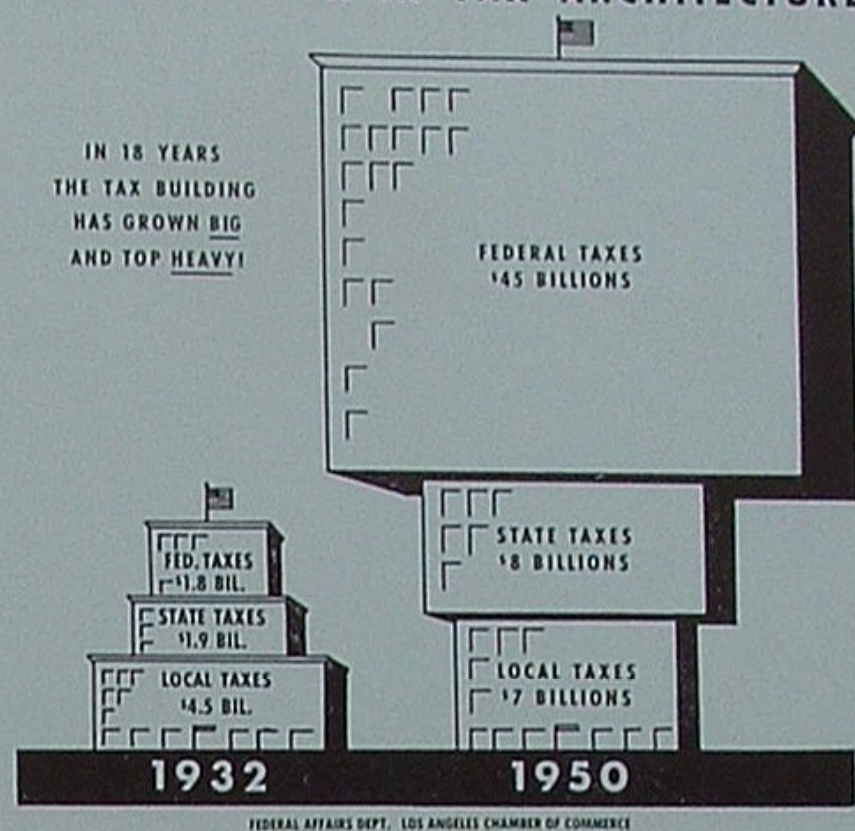 TAX ARCHITECTURE
IN 18 YEARS
THE TAX BUILDING
HAS GROWN BIG
AND TOP HEAVY!
FEDERAL TAXES
$45 BILLIONS
STATE TAXES
$8 BILLIONS
LOCAL TAXES
$7 BILLIONS
FED. TAXES
$1.8 BIL.
STATE TAXES
$1.9 BIL.
LOCAL TAXES
$4.5 BIL.
1932
1950
FEDERAL AFFAIRS DEPT. LOS ANGELES CHAMBER OF COMMERCE